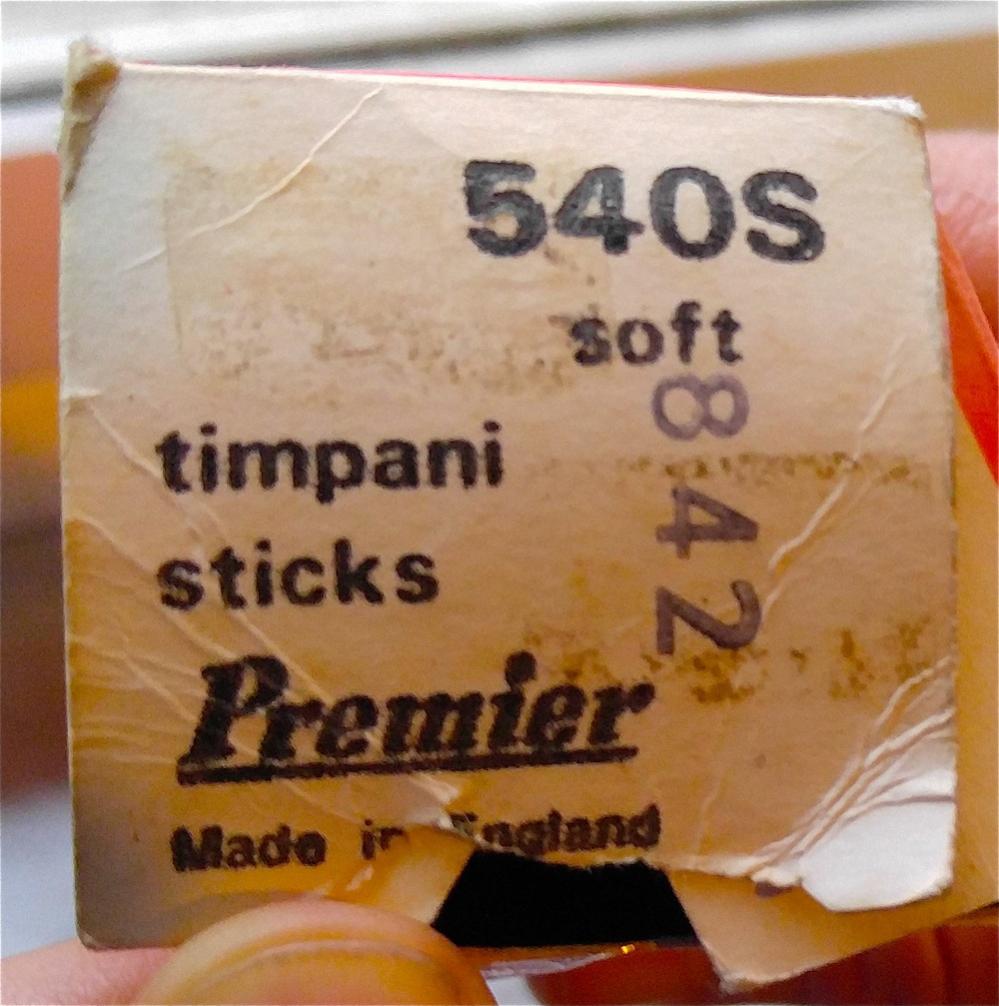 540S
soft
842
timpani
sticks
Premier
Made in England